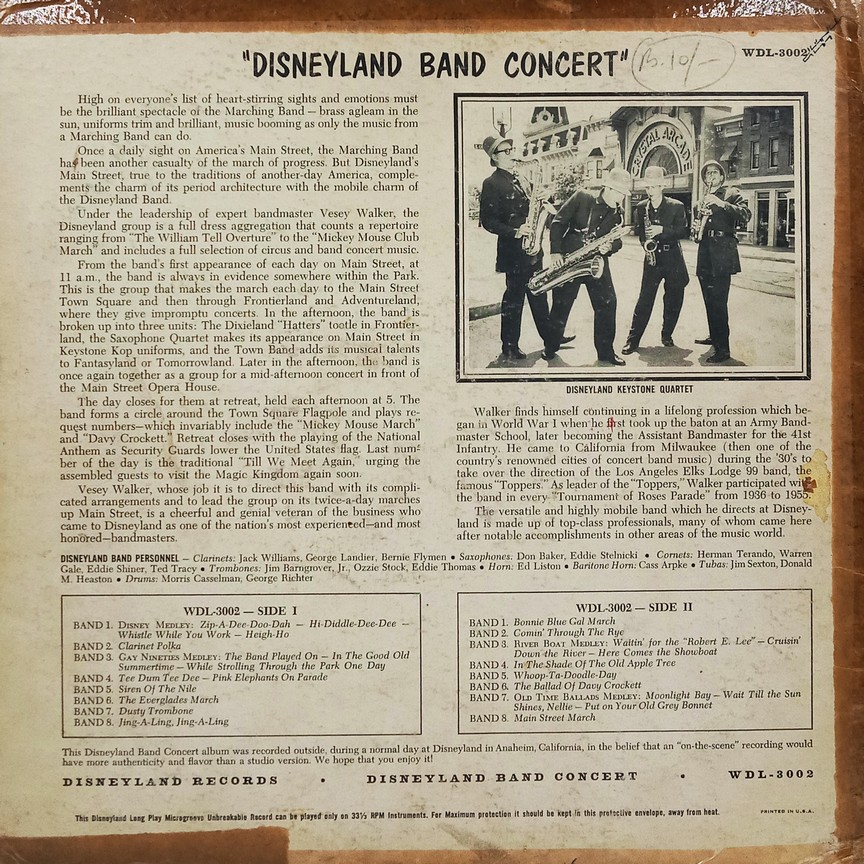 "DISNEYLAND BAND CONCERT"
Rs. 10/-
WDL-3002
High on everyone's list of heart-stirring sights and emotions must
be the brilliant spectacle of the Marching Band — brass agleam in the
sun, uniforms trim and brilliant, music booming as only the music from
a Marching Band can do.
Once a daily sight on America's Main Street, the Marching Band
has been another casualty of the march of progress. But Disneyland's
Main Street, true to the traditions of another-day America, comple-
ments the charm of its period architecture with the mobile charm of
the Disneyland Band.
Under the leadership of expert bandmaster Vesey Walker, the
Disneyland group is a full dress aggregation that counts a repertoire
ranging from "The William Tell Overture" to the "Mickey Mouse Club
March" and includes a full selection of circus and band concert music.
From the band's first appearance of each day on Main Street, at
11 a.m., the band is always in evidence somewhere within the Park.
This is the group that makes the march each day to the Main Street
Town Square and then through Frontierland and Adventureland,
where they give impromptu concerts. In the afternoon, the band is
broken up into three units: The Dixieland "Hatters" tootle in Frontier-
land, the Saxophone Quartet makes its appearance on Main Street in
Keystone Kop uniforms, and the Town Band adds its musical talents
to Fantasyland or Tomorrowland. Later in the afternoon, the band is
once again together as a group for a mid-afternoon concert in front of
the Main Street Opera House.
The day closes for them at retreat, held each afternoon at 5. The
band forms a circle around the Town Square Flagpole and plays re-
quest numbers—which invariably include the "Mickey Mouse March"
and "Davy Crockett." Retreat closes with the playing of the National
Anthem as Security Guards lower the United States flag. Last num-
ber of the day is the traditional "Till We Meet Again," urging the
assembled guests to visit the Magic Kingdom again soon.
Vesey Walker, whose job it is to direct this band with its compli-
cated arrangements and to lead the group on its twice-a-day marches
up Main Street, is a cheerful and genial veteran of the business who
came to Disneyland as one of the nation's most experienced—and most
honored—bandmasters.
CRYSTAL ARCADE
DISNEYLAND KEYSTONE QUARTET
Walker finds himself continuing in a lifelong profession which be-
gan in World War I when he first took up the baton at an Army Band-
master School, later becoming the Assistant Bandmaster for the 41st
Infantry. He came to California from Milwaukee (then one of the
country's renowned cities of concert band music) during the '30's to
take over the direction of the Los Angeles Elks Lodge 99 band, the
famous "Toppers." As leader of the "Toppers," Walker participated with
the band in every "Tournament of Roses Parade" from 1936 to 1955.
The versatile and highly mobile band which he directs at Disney-
land is made up of top-class professionals, many of whom came here
after notable accomplishments in other areas of the music world.
DISNEYLAND BAND PERSONNEL — Clarinets: Jack Williams, George Landier, Bernie Flymen • Saxophones: Don Baker, Eddie Stelnicki • Cornets: Herman Terando, Warren
Gale, Eddie Shiner, Ted Tracy • Trombones: Jim Barngrover, Jr., Ozzie Stock, Eddie Thomas • Horn: Ed Liston • Baritone Horn: Cass Arpke • Tubas: Jim Sexton, Donald
M. Heaston • Drums: Morris Casselman, George Richter
WDL-3002 — SIDE I
BAND 1. DISNEY MEDLEY: Zip-A-Dee-Doo-Dah — Hi-Diddle-Dee-Dee —
Whistle While You Work — Heigh-Ho
BAND 2. Clarinet Polka
BAND 3. GAY NINETIES MEDLEY: The Band Played On — In The Good Old
Summertime — While Strolling Through the Park One Day
BAND 4. Tee Dum Tee Dee — Pink Elephants On Parade
BAND 5. Siren Of The Nile
BAND 6. The Everglades March
BAND 7. Dusty Trombone
BAND 8. Jing-A-Ling, Jing-A-Ling
WDL-3002 — SIDE II
BAND 1. Bonnie Blue Gal March
BAND 2. Comin' Through The Rye
BAND 3. RIVER BOAT MEDLEY: Waitin' for the "Robert E. Lee" — Cruisin'
Down the River — Here Comes the Showboat
BAND 4. In The Shade Of The Old Apple Tree
BAND 5. Whoop-Ta-Doodle-Day
BAND 6. The Ballad Of Davy Crockett
BAND 7. OLD TIME BALLADS MEDLEY: Moonlight Bay — Wait Till the Sun
Shines, Nellie — Put on Your Old Grey Bonnet
BAND 8. Main Street March
This Disneyland Band Concert album was recorded outside, during a normal day at Disneyland in Anaheim, California, in the belief that an "on-the-scene" recording would
have more authenticity and flavor than a studio version. We hope that you enjoy it!
DISNEYLAND RECORDS • DISNEYLAND BAND CONCERT • WDL-3002
This Disneyland Long Play Microgroove Unbreakable Record can be played only on 33⅓ RPM Instruments. For Maximum protection it should be kept in this protective envelope, away from heat.
PRINTED IN U.S.A.